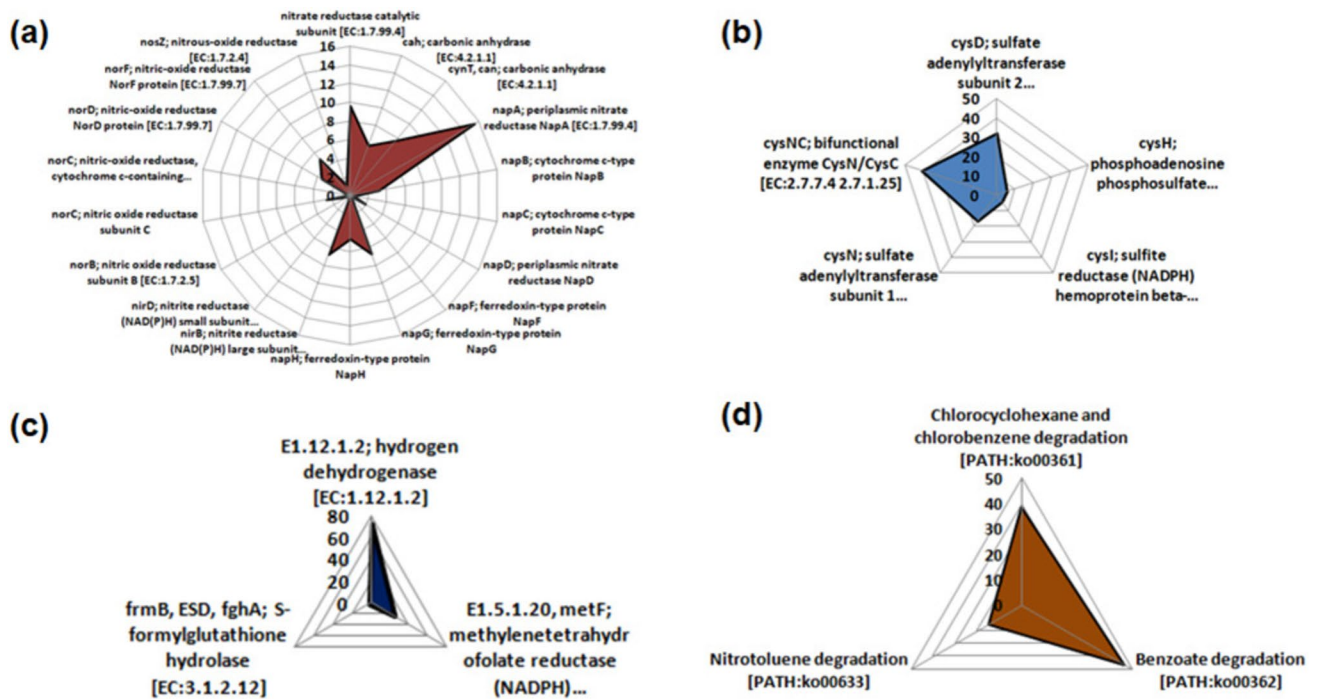 (a)
nitrate reductase catalytic
subunit [EC:1.7.99.4]
cah; carbonic anhydrase
[EC:4.2.1.1]
cynT, can; carbonic anhydrase
[EC:4.2.1.1]
napA; periplasmic nitrate
reductase NapA [EC:1.7.99.4]
napB; cytochrome c-type
protein NapB
napC; cytochrome c-type
protein NapC
napD; periplasmic nitrate
reductase NapD
napF; ferredoxin-type protein
NapF
napG; ferredoxin-type protein
NapG
napH; ferredoxin-type protein
NapH
nirB; nitrite reductase
(NAD(P)H) large subunit...
nirD; nitrite reductase
(NAD(P)H) small subunit...
norB; nitric oxide reductase
subunit B [EC:1.7.2.5]
norC; nitric oxide reductase
subunit C
norC; nitric-oxide reductase,
cytochrome c-containing...
norD; nitric-oxide reductase
NorD protein [EC:1.7.99.7]
norF; nitric-oxide reductase
NorF protein [EC:1.7.99.7]
nosZ; nitrous-oxide reductase
[EC:1.7.2.4]
16
14
12
10
8
6
4
2
0
(b)
cysD; sulfate
adenylyltransferase
subunit 2...
50
40
30
20
10
0
cysH;
phosphoadenosine
phosphosulfate...
cysI; sulfite
reductase (NADPH)
hemoprotein beta-...
cysN; sulfate
adenylyltransferase
subunit 1...
cysNC; bifunctional
enzyme CysN/CysC
[EC:2.7.7.4 2.7.1.25]
(c)
E1.12.1.2; hydrogen
dehydrogenase
[EC:1.12.1.2]
80
60
40
20
0
E1.5.1.20, metF;
methylenetetrahydr
ofolate reductase
(NADPH)...
frmB, ESD, fghA; S-
formylglutathione
hydrolase
[EC:3.1.2.12]
(d)
Chlorocyclohexane and
chlorobenzene degradation
[PATH:ko00361]
50
40
30
20
10
0
Benzoate degradation
[PATH:ko00362]
Nitrotoluene degradation
[PATH:ko00633]